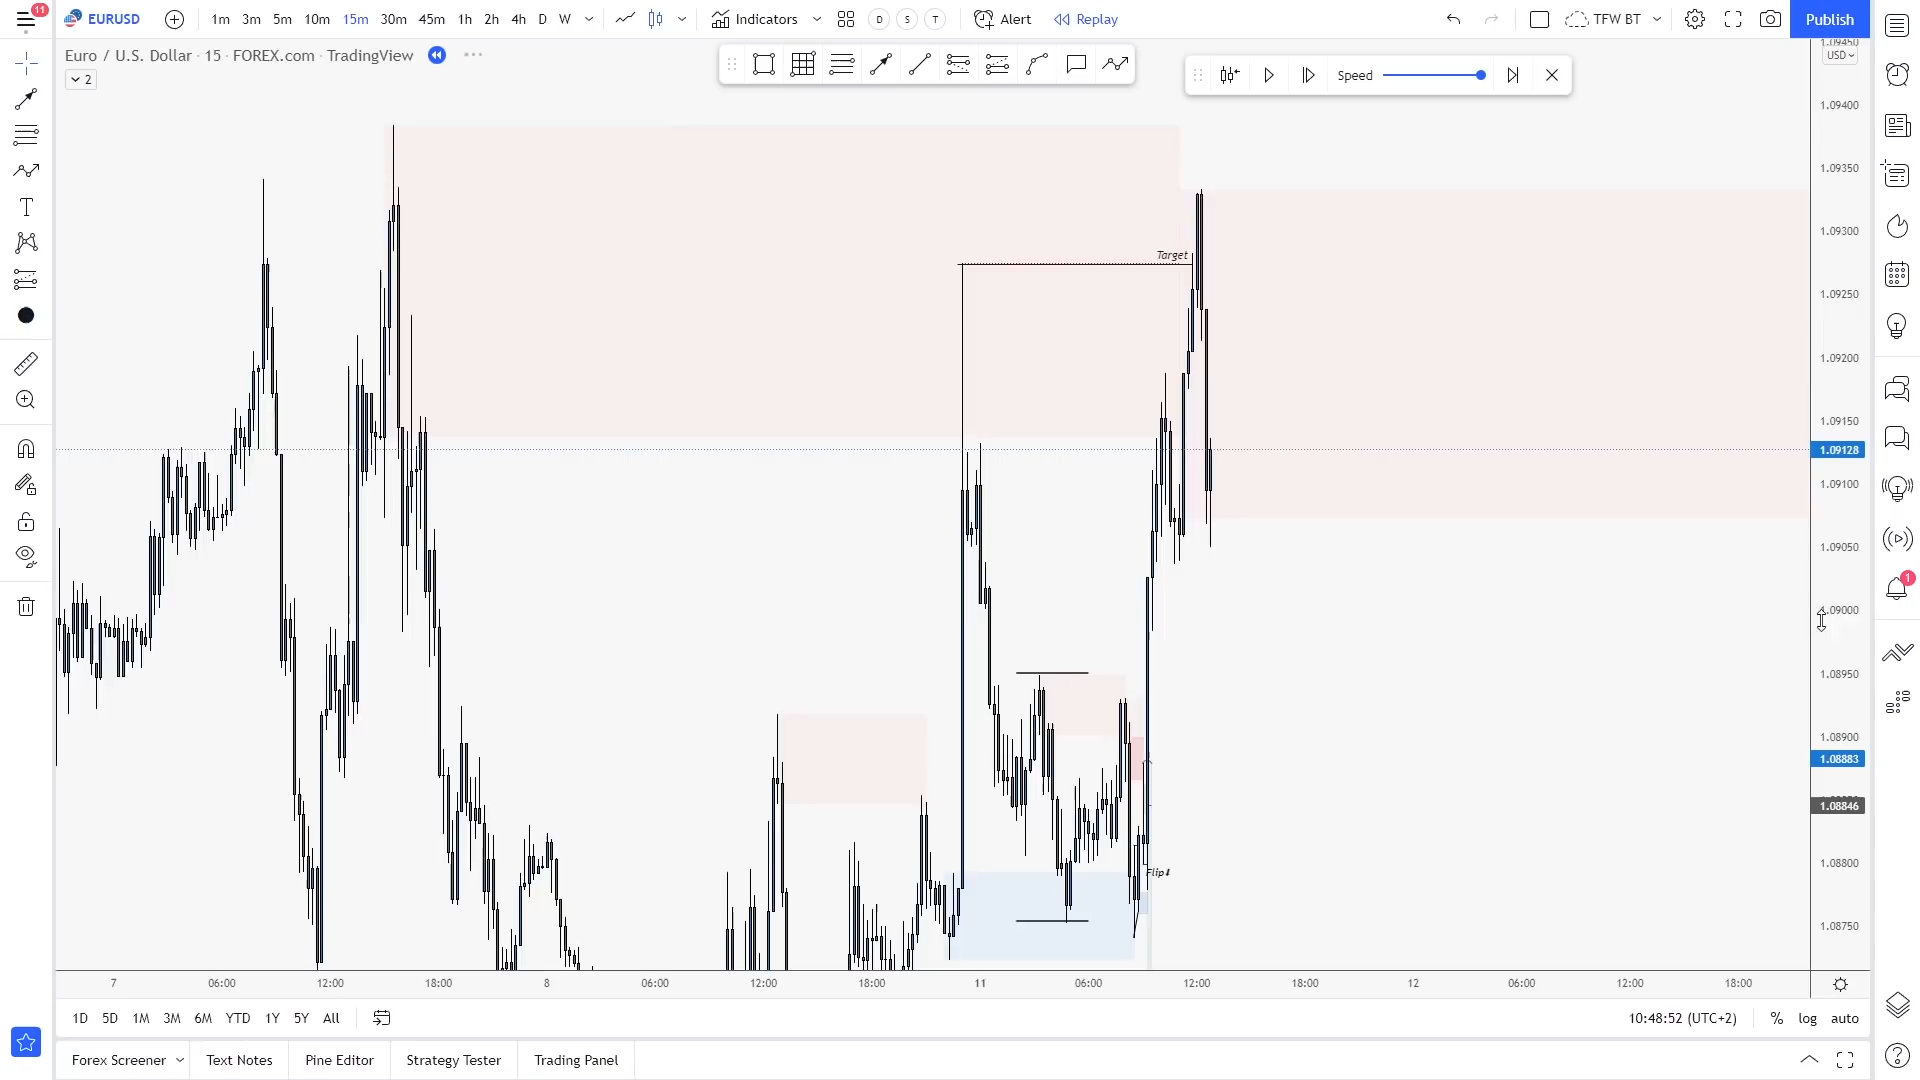 11
EURUSD
1m 3m 5m 10m 15m 30m 45m 1h 2h 4h D W
Indicators
D S T
Alert
Replay
TFW BT
Publish
Euro / U.S. Dollar · 15 · FOREX.com · TradingView
2
Speed
USD
1.09450
1.09400
1.09350
1.09300
Target
1.09250
1.09200
1.09150
1.09128
1.09100
1.09050
1
1.09000
1.08950
1.08900
1.08883
1.08846
1.08800
Flip
1.08750
7 06:00 12:00 18:00 8 06:00 12:00 18:00 11 06:00 12:00 18:00 12 06:00 12:00 18:00
1D 5D 1M 3M 6M YTD 1Y 5Y All
10:48:52 (UTC+2)
% log auto
Forex Screener Text Notes Pine Editor Strategy Tester Trading Panel